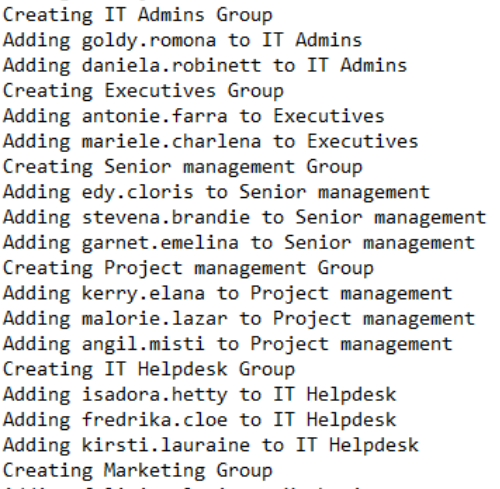 Creating IT Admins Group
Adding goldy.romona to IT Admins
Adding daniela.robinett to IT Admins
Creating Executives Group
Adding antonie.farra to Executives
Adding mariele.charlena to Executives
Creating Senior management Group
Adding edy.cloris to Senior management
Adding stevena.brandie to Senior management
Adding garnet.emelina to Senior management
Creating Project management Group
Adding kerry.elana to Project management
Adding malorie.lazar to Project management
Adding angil.misti to Project management
Creating IT Helpdesk Group
Adding isadora.hetty to IT Helpdesk
Adding fredrika.cloe to IT Helpdesk
Adding kirsti.lauraine to IT Helpdesk
Creating Marketing Group